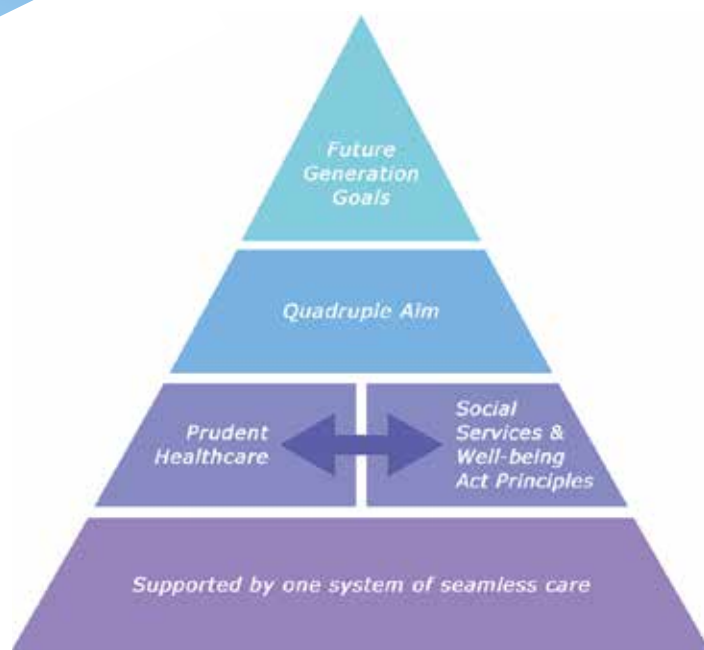 Future
Generation
Goals
Quadruple Aim
Prudent
Healthcare
Social
Services &
Well-being
Act Principles
Supported by one system of seamless care